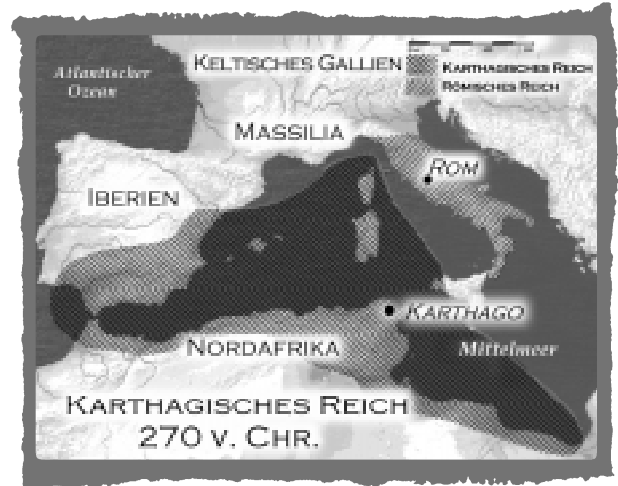 Atlantischer
Ozean
KELTISCHES GALLIEN
KARTHAGISCHES REICH
RÖMISCHES REICH
MASSILIA
ROM
IBERIEN
KARTHAGO
NORDAFRIKA
Mittelmeer
KARTHAGISCHES REICH
270 V. CHR.